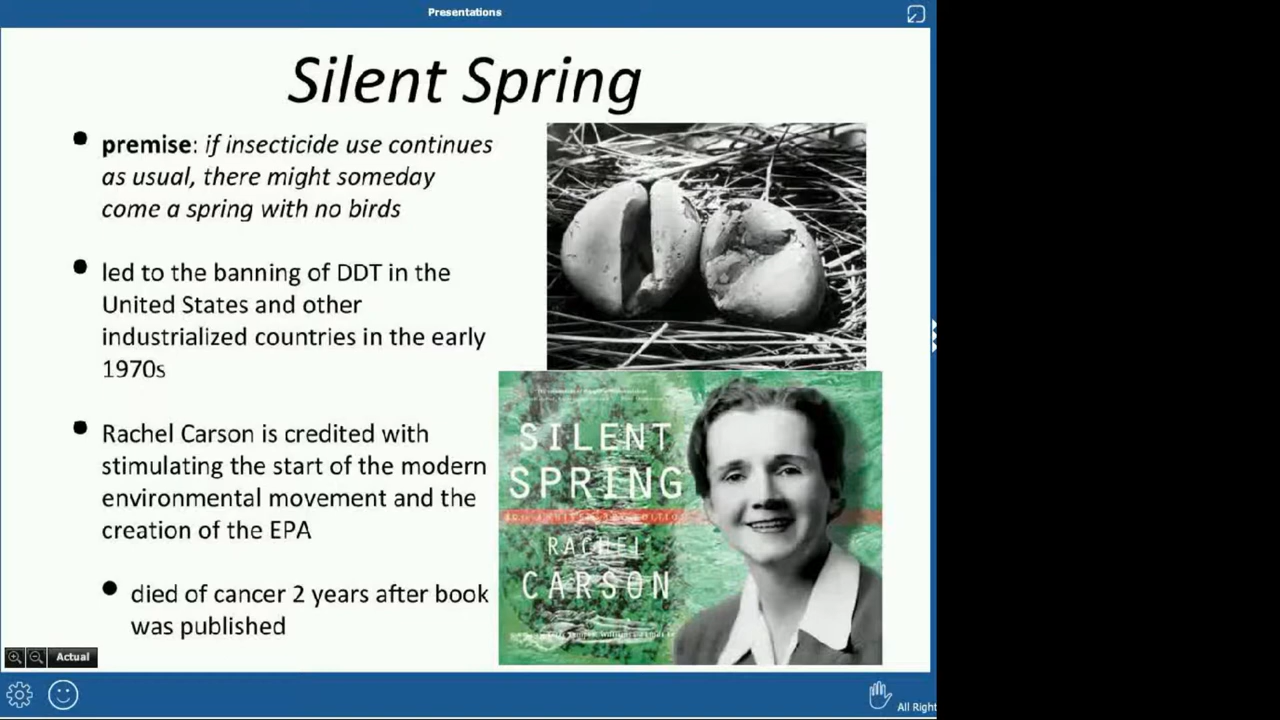 Presentations
Silent Spring
premise: if insecticide use continues
as usual, there might someday
come a spring with no birds
led to the banning of DDT in the
United States and other
industrialized countries in the early
1970s
Rachel Carson is credited with
stimulating the start of the modern
environmental movement and the
creation of the EPA
died of cancer 2 years after book
was published
SILENT
SPRING
RACHEL
CARSON
Actual
All Right